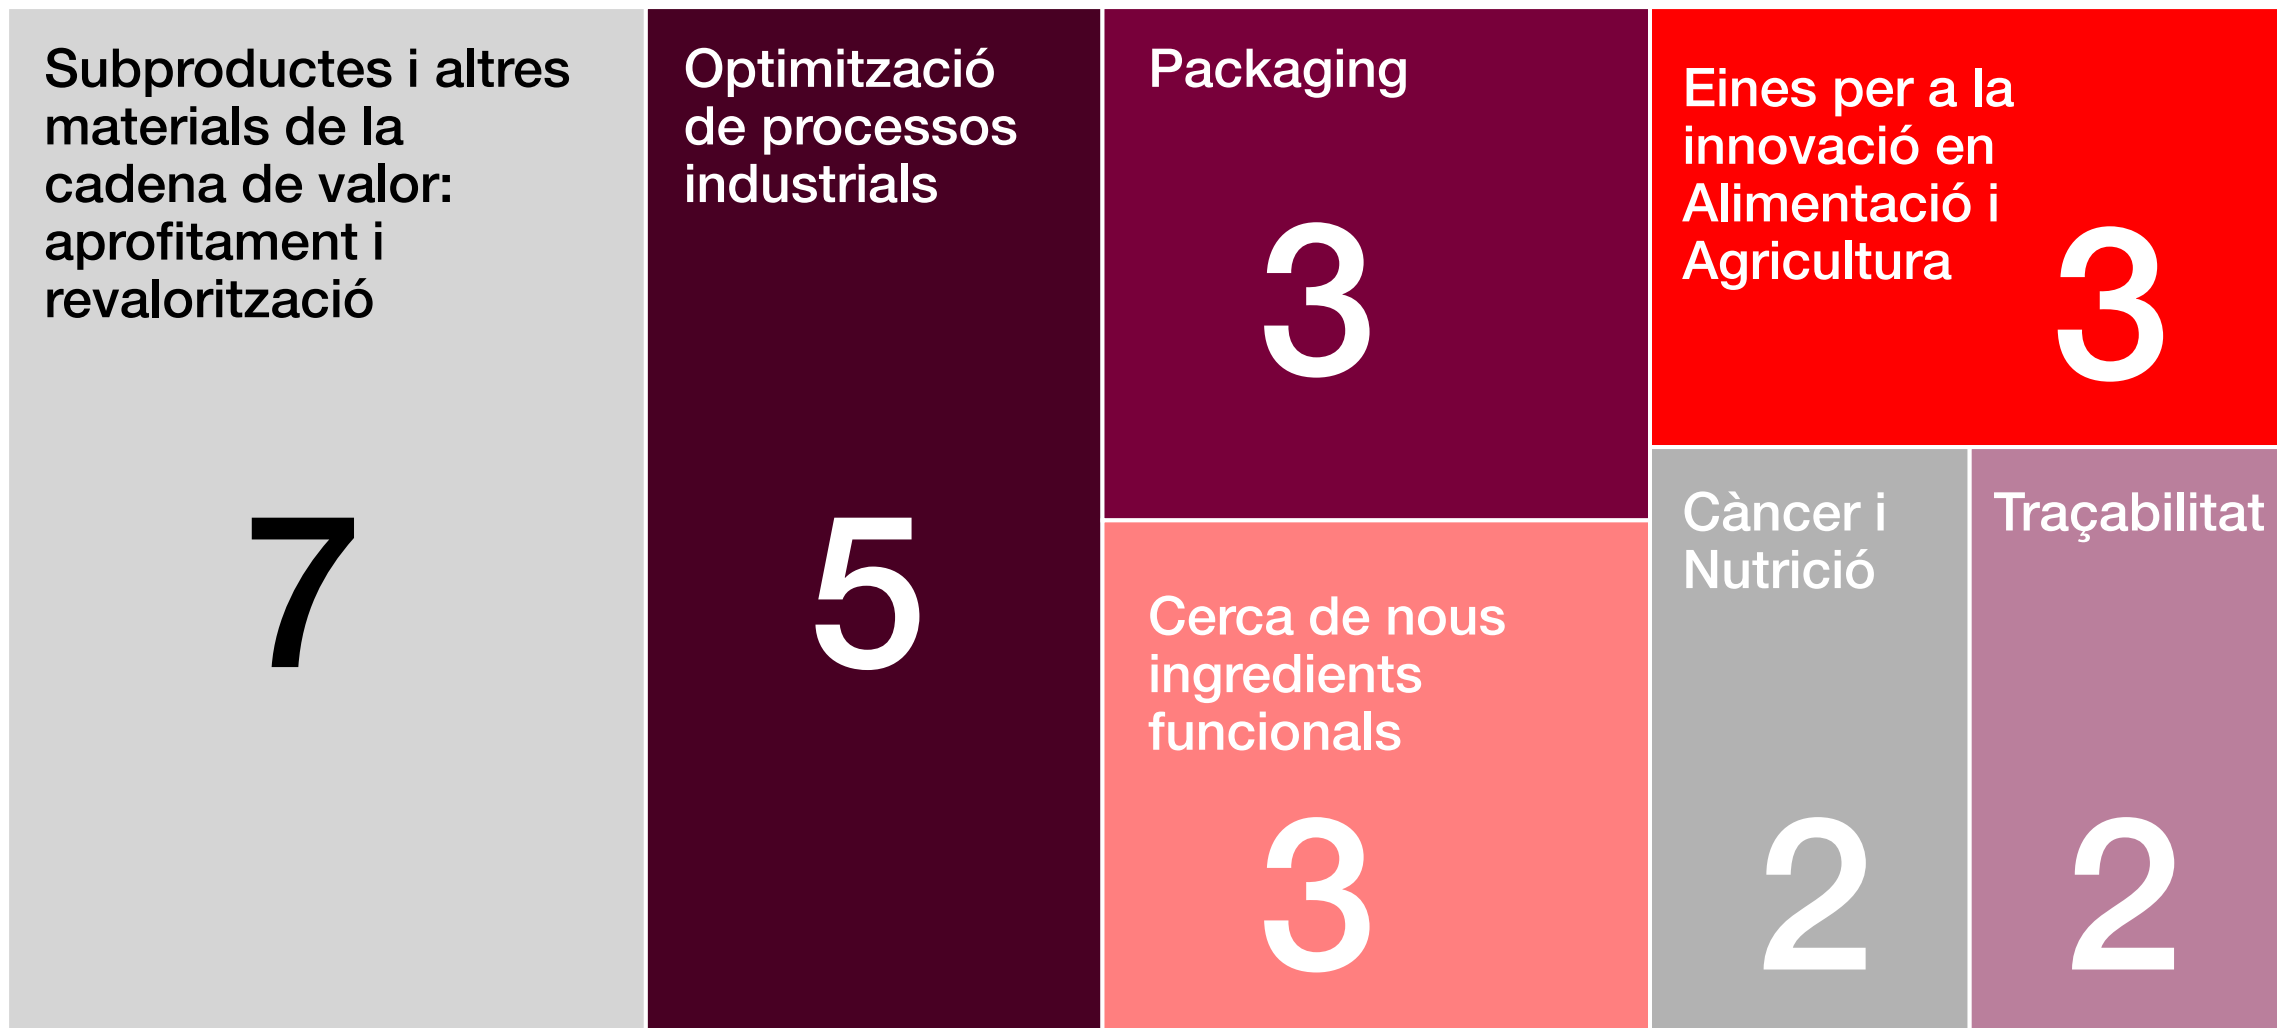 Subproductes i altres
materials de la
cadena de valor:
aprofitament i
revalorització
7
Optimització
de processos
industrials
5
Packaging
3
Cerca de nous
ingredients
funcionals
3
Eines per a la
innovació en
Alimentació i
Agricultura
3
Càncer i
Nutrició
2
Traçabilitat
2